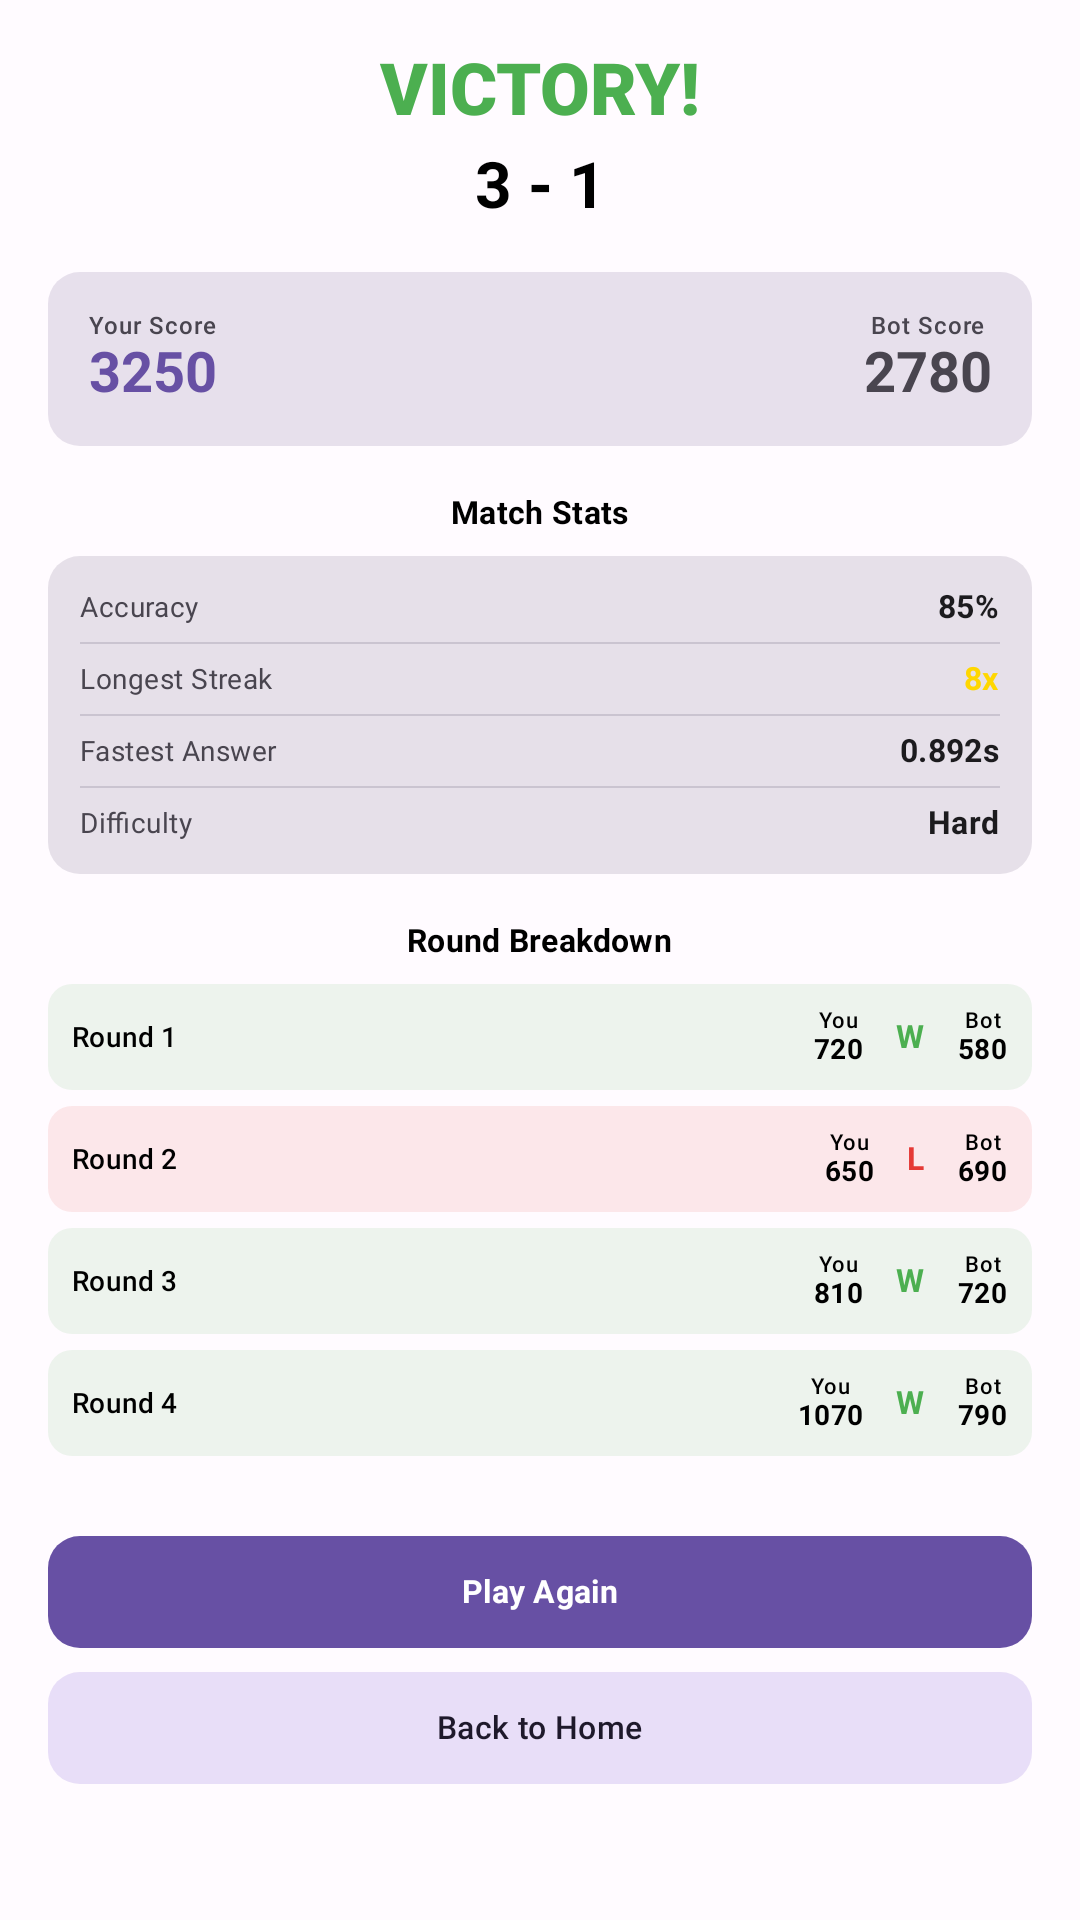 VICTORY!
3 - 1
Your Score
3250
Bot Score
2780
Match Stats
Accuracy 85%
Longest Streak 8x
Fastest Answer 0.892s
Difficulty Hard
Round Breakdown
Round 1
You
720
W
Bot
580
Round 2
You
650
L
Bot
690
Round 3
You
810
W
Bot
720
Round 4
You
1070
W
Bot
790
Play Again
Back to Home